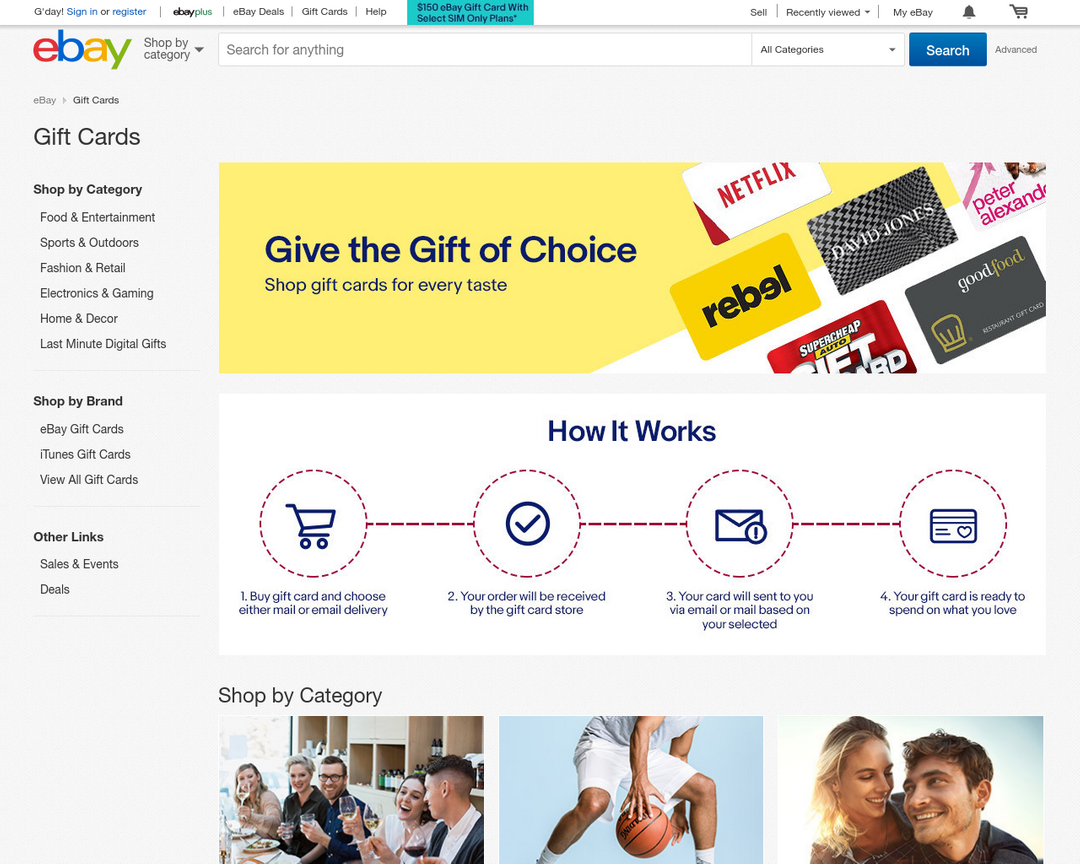 G'day! Sign in or register
ebayplus
eBay Deals
Gift Cards
Help
$150 eBay Gift Card With
Select SIM Only Plans*
Sell
Recently viewed
My eBay
ebay
Shop by
category
Search for anything
All Categories
Search
Advanced
eBay
Gift Cards
Gift Cards
Shop by Category
Food & Entertainment
Sports & Outdoors
Fashion & Retail
Electronics & Gaming
Home & Decor
Last Minute Digital Gifts
Shop by Brand
eBay Gift Cards
iTunes Gift Cards
View All Gift Cards
Other Links
Sales & Events
Deals
Give the Gift of Choice
Shop gift cards for every taste
NETFLIX
DAVID JONES
peter
alexander
rebel
goodfood
RESTAURANT GIFT CARD
SUPERCHEAP
AUTO
GIFT
CARD
How It Works
1. Buy gift card and choose
either mail or email delivery
2. Your order will be received
by the gift card store
3. Your card will sent to you
via email or mail based on
your selected
4. Your gift card is ready to
spend on what you love
Shop by Category
SPALDING